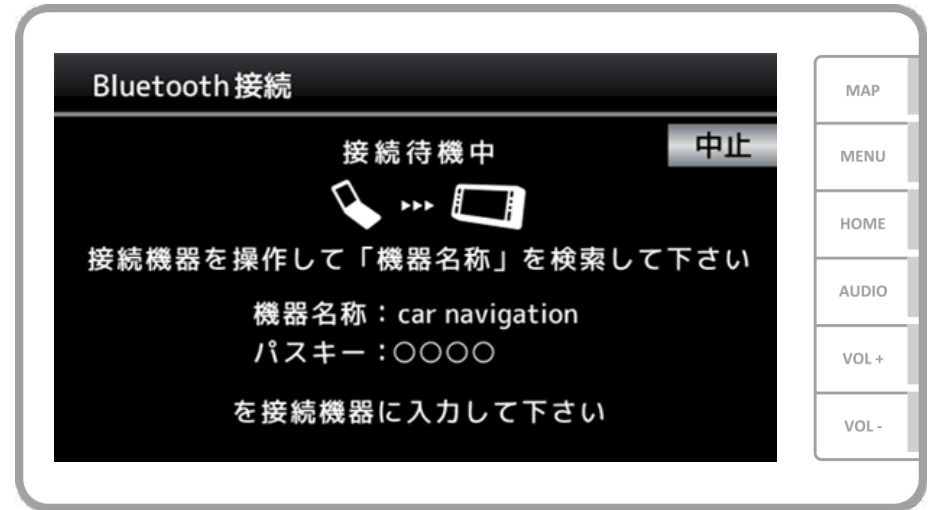 Bluetooth接続
接続待機中
中止
接続機器を操作して「機器名称」を検索して下さい
機器名称：car navigation
パスキー：○○○○
を接続機器に入力して下さい
MAP
MENU
HOME
AUDIO
VOL +
VOL -